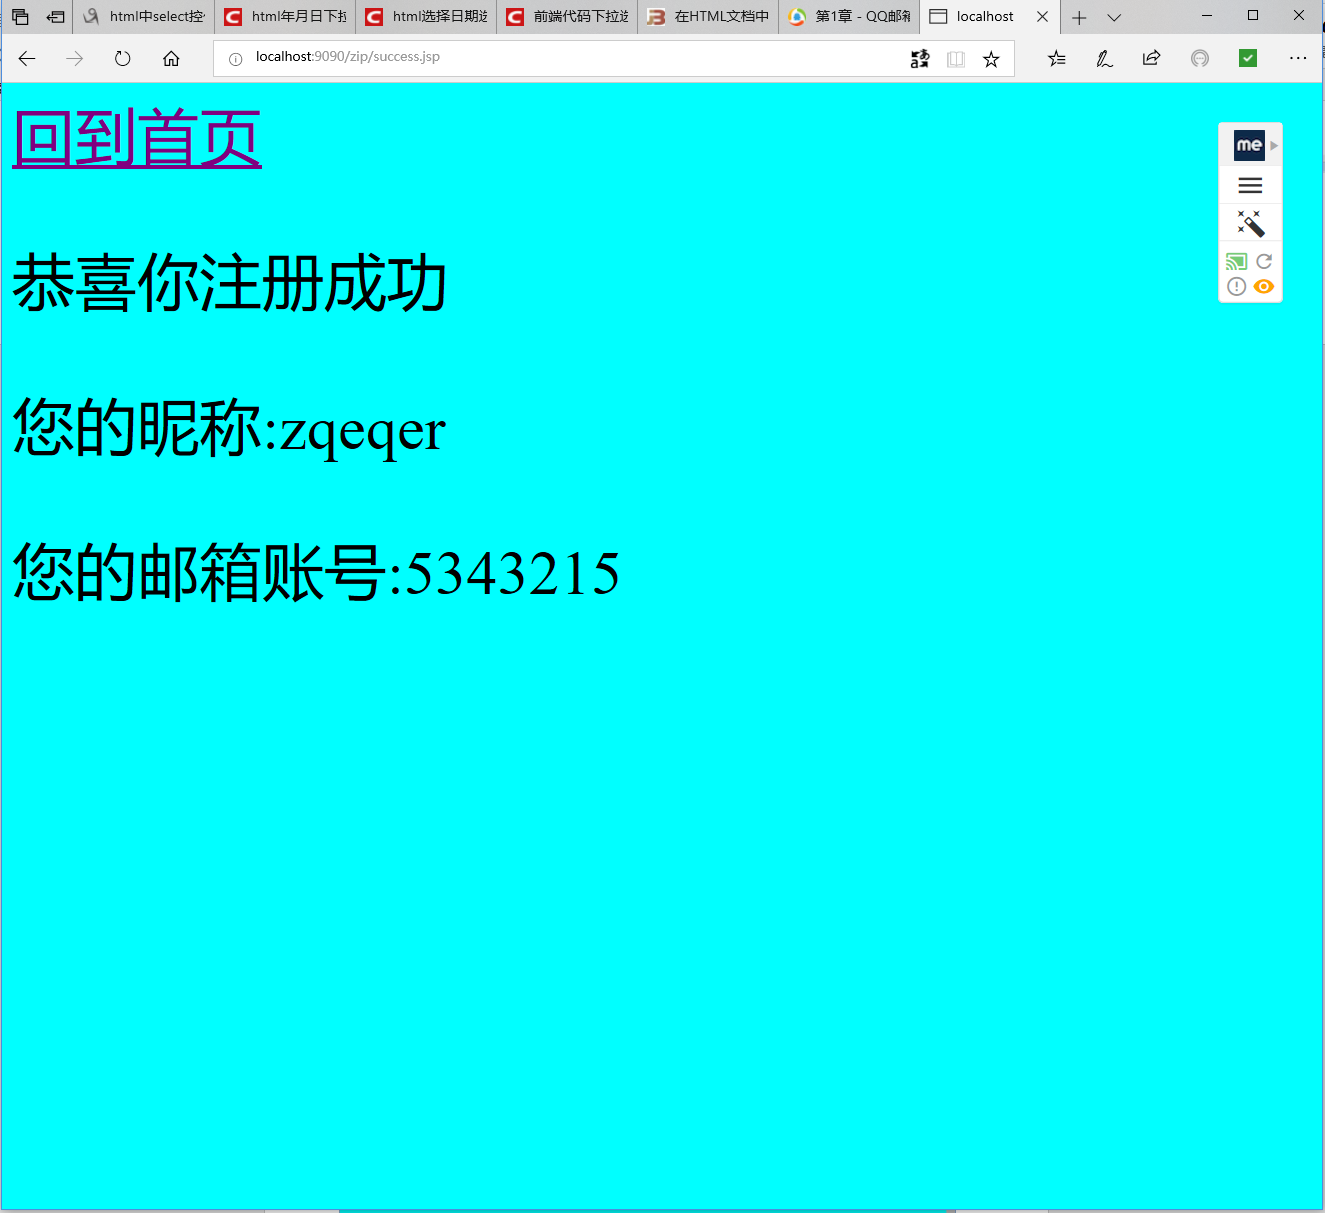 html中select控
html年月日下拉
html选择日期选
前端代码下拉选
在HTML文档中
第1章 - QQ邮箱
localhost
localhost:9090/zip/success.jsp
回到首页
me
恭喜你注册成功
您的昵称:zqeqer
您的邮箱账号:5343215